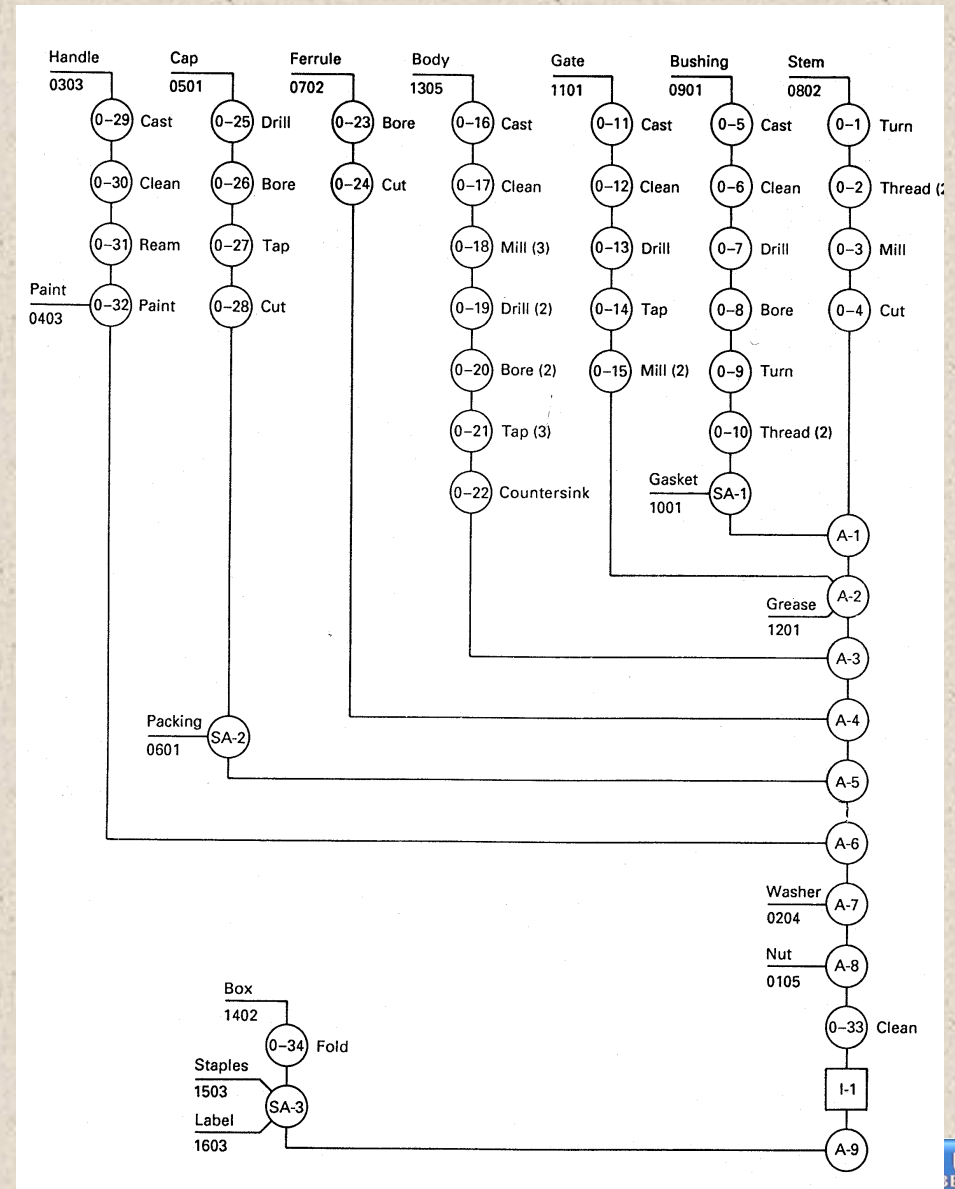 Handle
0303
Cap
0501
Ferrule
0702
Body
1305
Gate
1101
Bushing
0901
Stem
0802
0-29 Cast
0-25 Drill
0-23 Bore
0-16 Cast
0-11 Cast
0-5 Cast
0-1 Turn
0-30 Clean
0-26 Bore
0-24 Cut
0-17 Clean
0-12 Clean
0-6 Clean
0-2 Thread (2
0-31 Ream
0-27 Tap
0-18 Mill (3)
0-13 Drill
0-7 Drill
0-3 Mill
Paint
0403
0-32 Paint
0-28 Cut
0-19 Drill (2)
0-14 Tap
0-8 Bore
0-4 Cut
0-20 Bore (2)
0-15 Mill (2)
0-9 Turn
0-21 Tap (3)
0-10 Thread (2)
0-22 Countersink
Gasket
1001
SA-1
A-1
A-2
Grease
1201
A-3
A-4
Packing
0601
SA-2
A-5
A-6
Washer
0204
A-7
Nut
0105
A-8
Box
1402
0-33 Clean
0-34 Fold
Staples
1503
I-1
SA-3
Label
1603
A-9